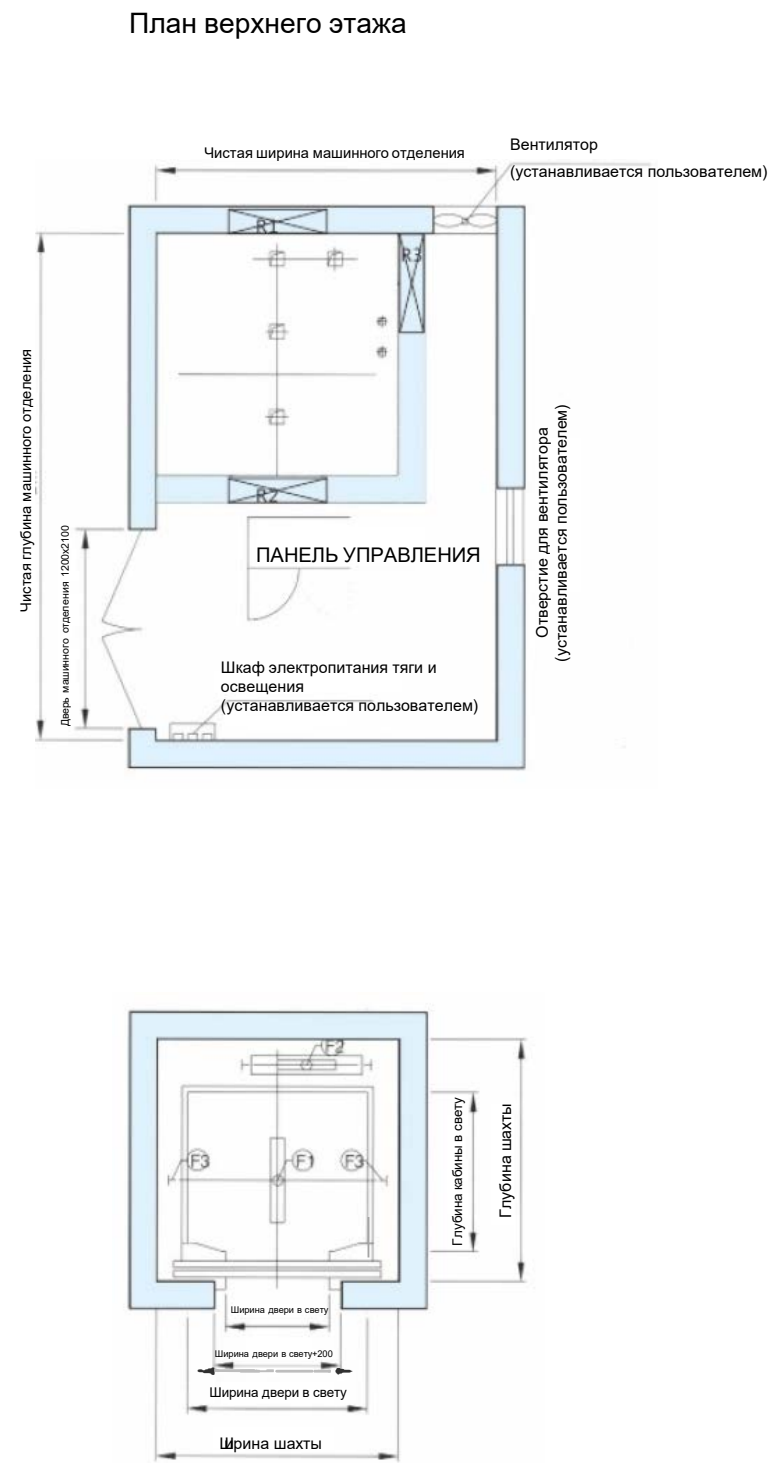 План верхнего этажа
Чистая ширина машинного отделения
Вентилятор
(устанавливается пользователем)
R1
R3
Чистая глубина машинного отделения
R2
Дверь машинного отделения 1200x2100
ПАНЕЛЬ УПРАВЛЕНИЯ
Отверстие для вентилятора
(устанавливается пользователем)
Шкаф электропитания тяги и
освещения
(устанавливается пользователем)
F2
F3
F1
F3
Глубина кабины в свету
Глубина шахты
Ширина двери в свету
Ширина двери в свету+200
Ширина двери в свету
Ширина шахты